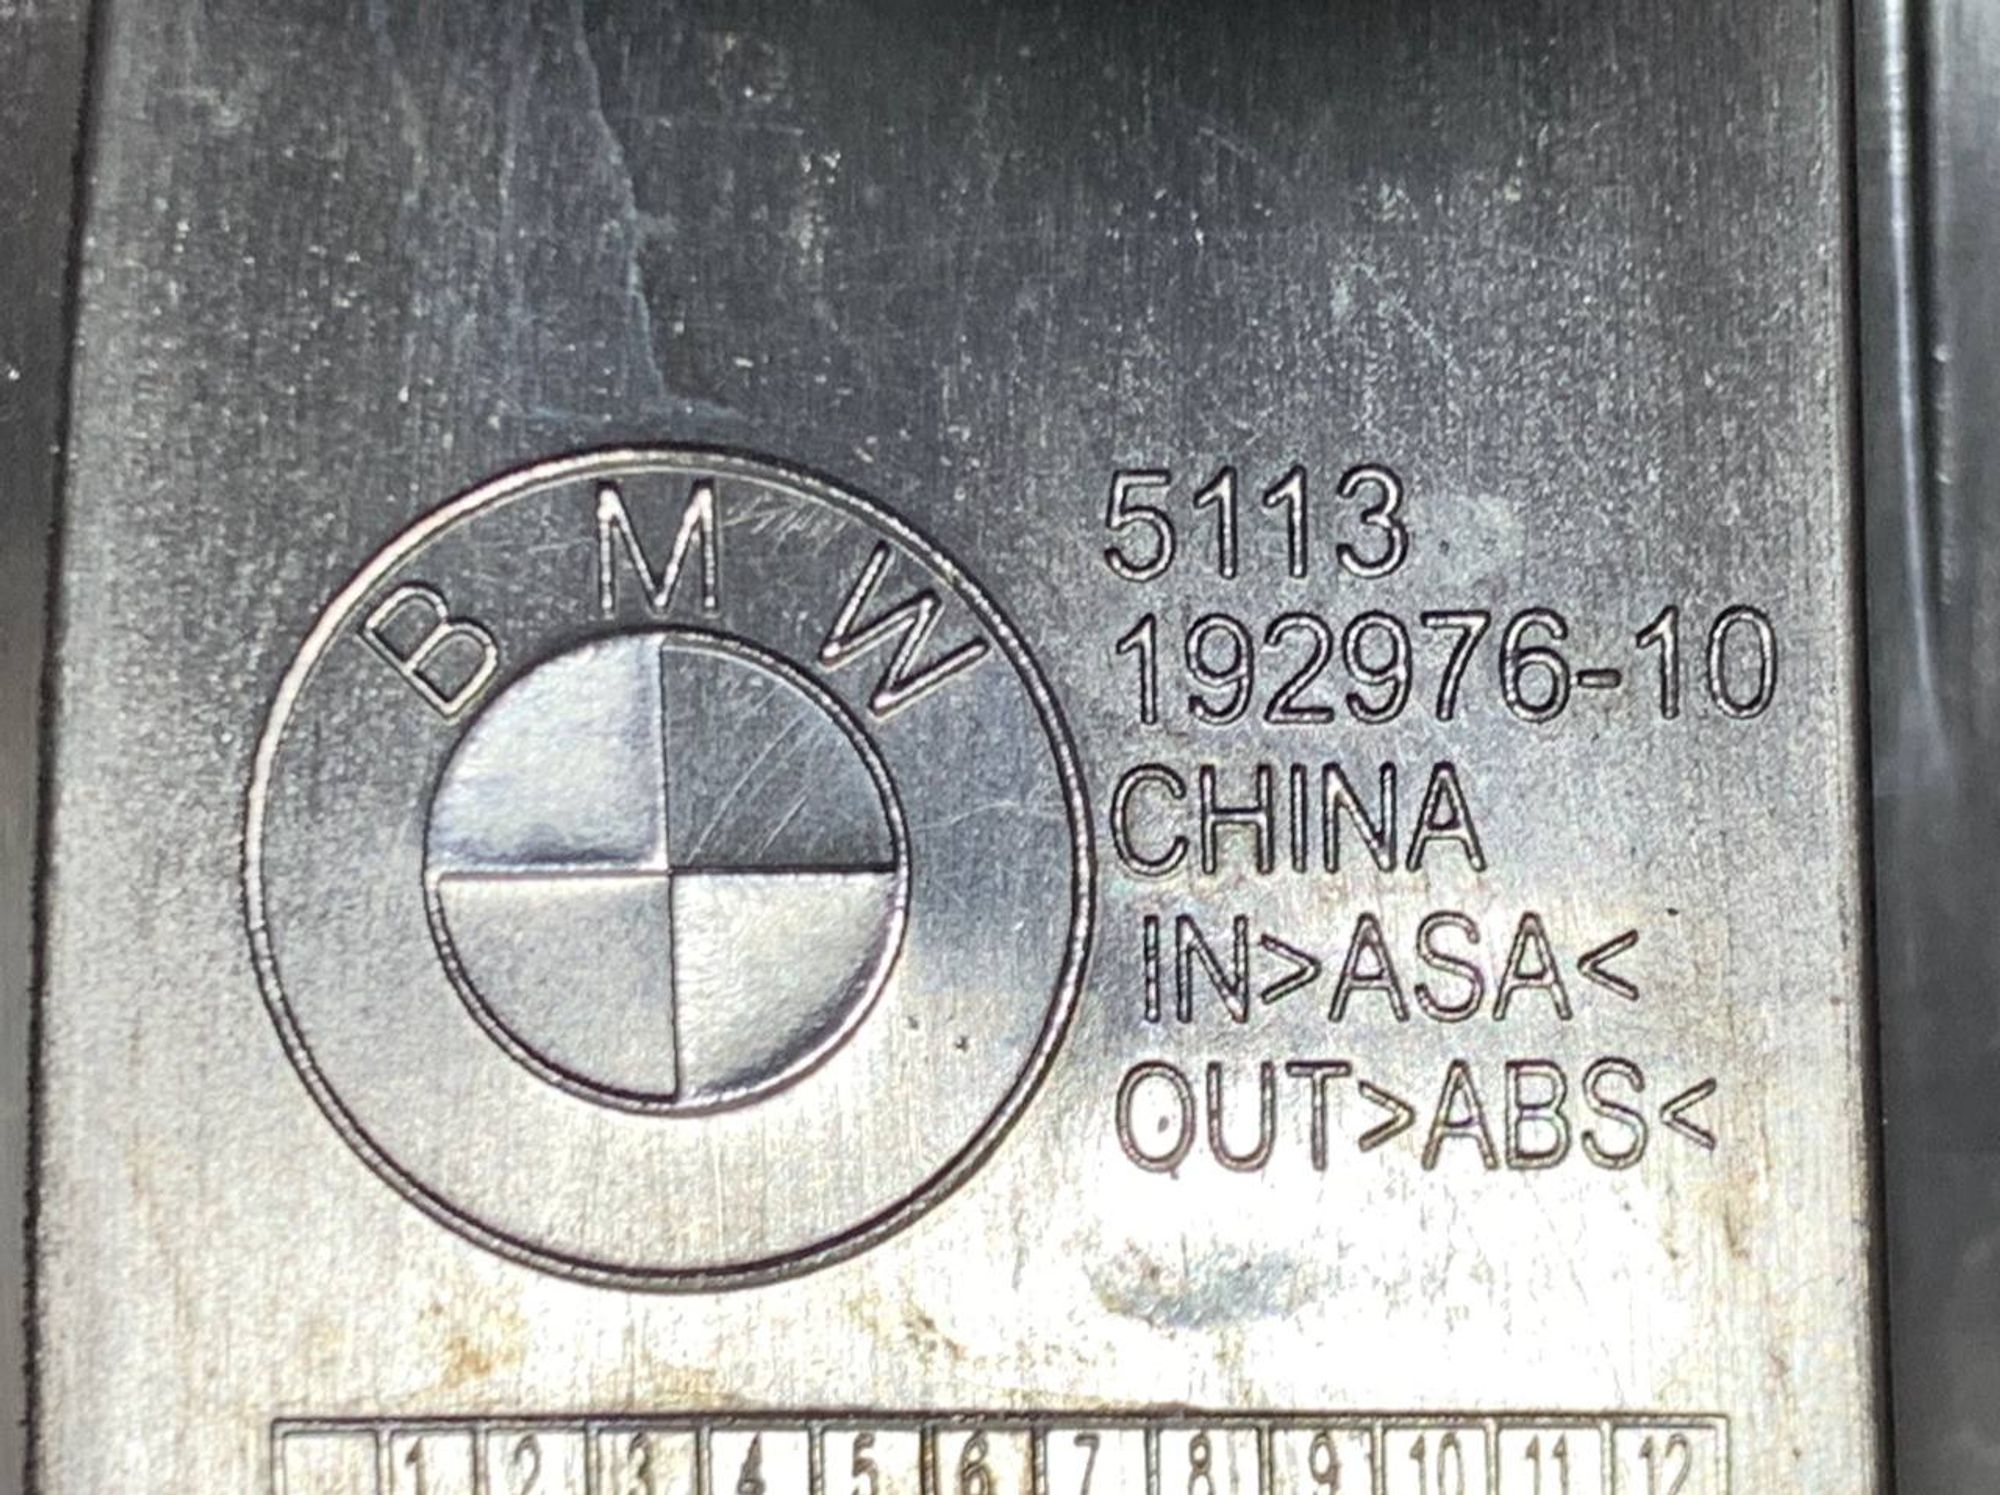 BMW
5113
192976-10
CHINA
IN>ASA<
OUT>ABS<
1 2 3 4 5 6 7 8 9 10 11 12